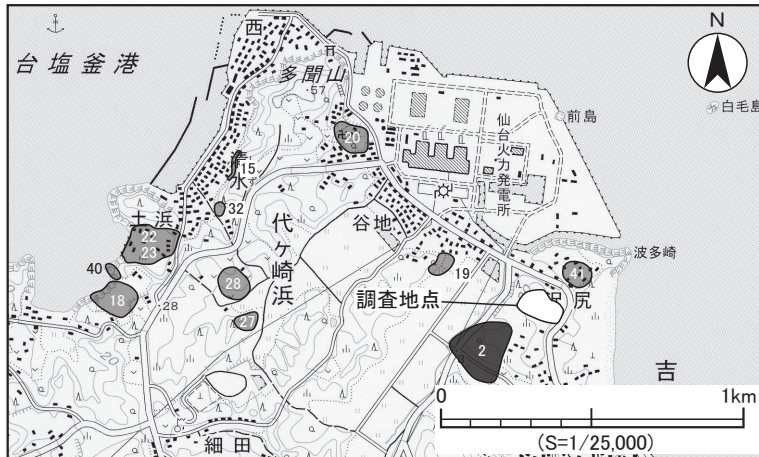 西
台塩釜港
多聞山
・57
N
前島
白毛島
仙台火力発電所
20
15
清水
32
土浜
22
23
40
18
・28
代ヶ崎浜
谷地
28
27
19
波多崎
41
調査地点
尻
2
20
吉
細田
0
1km
(S=1/25,000)